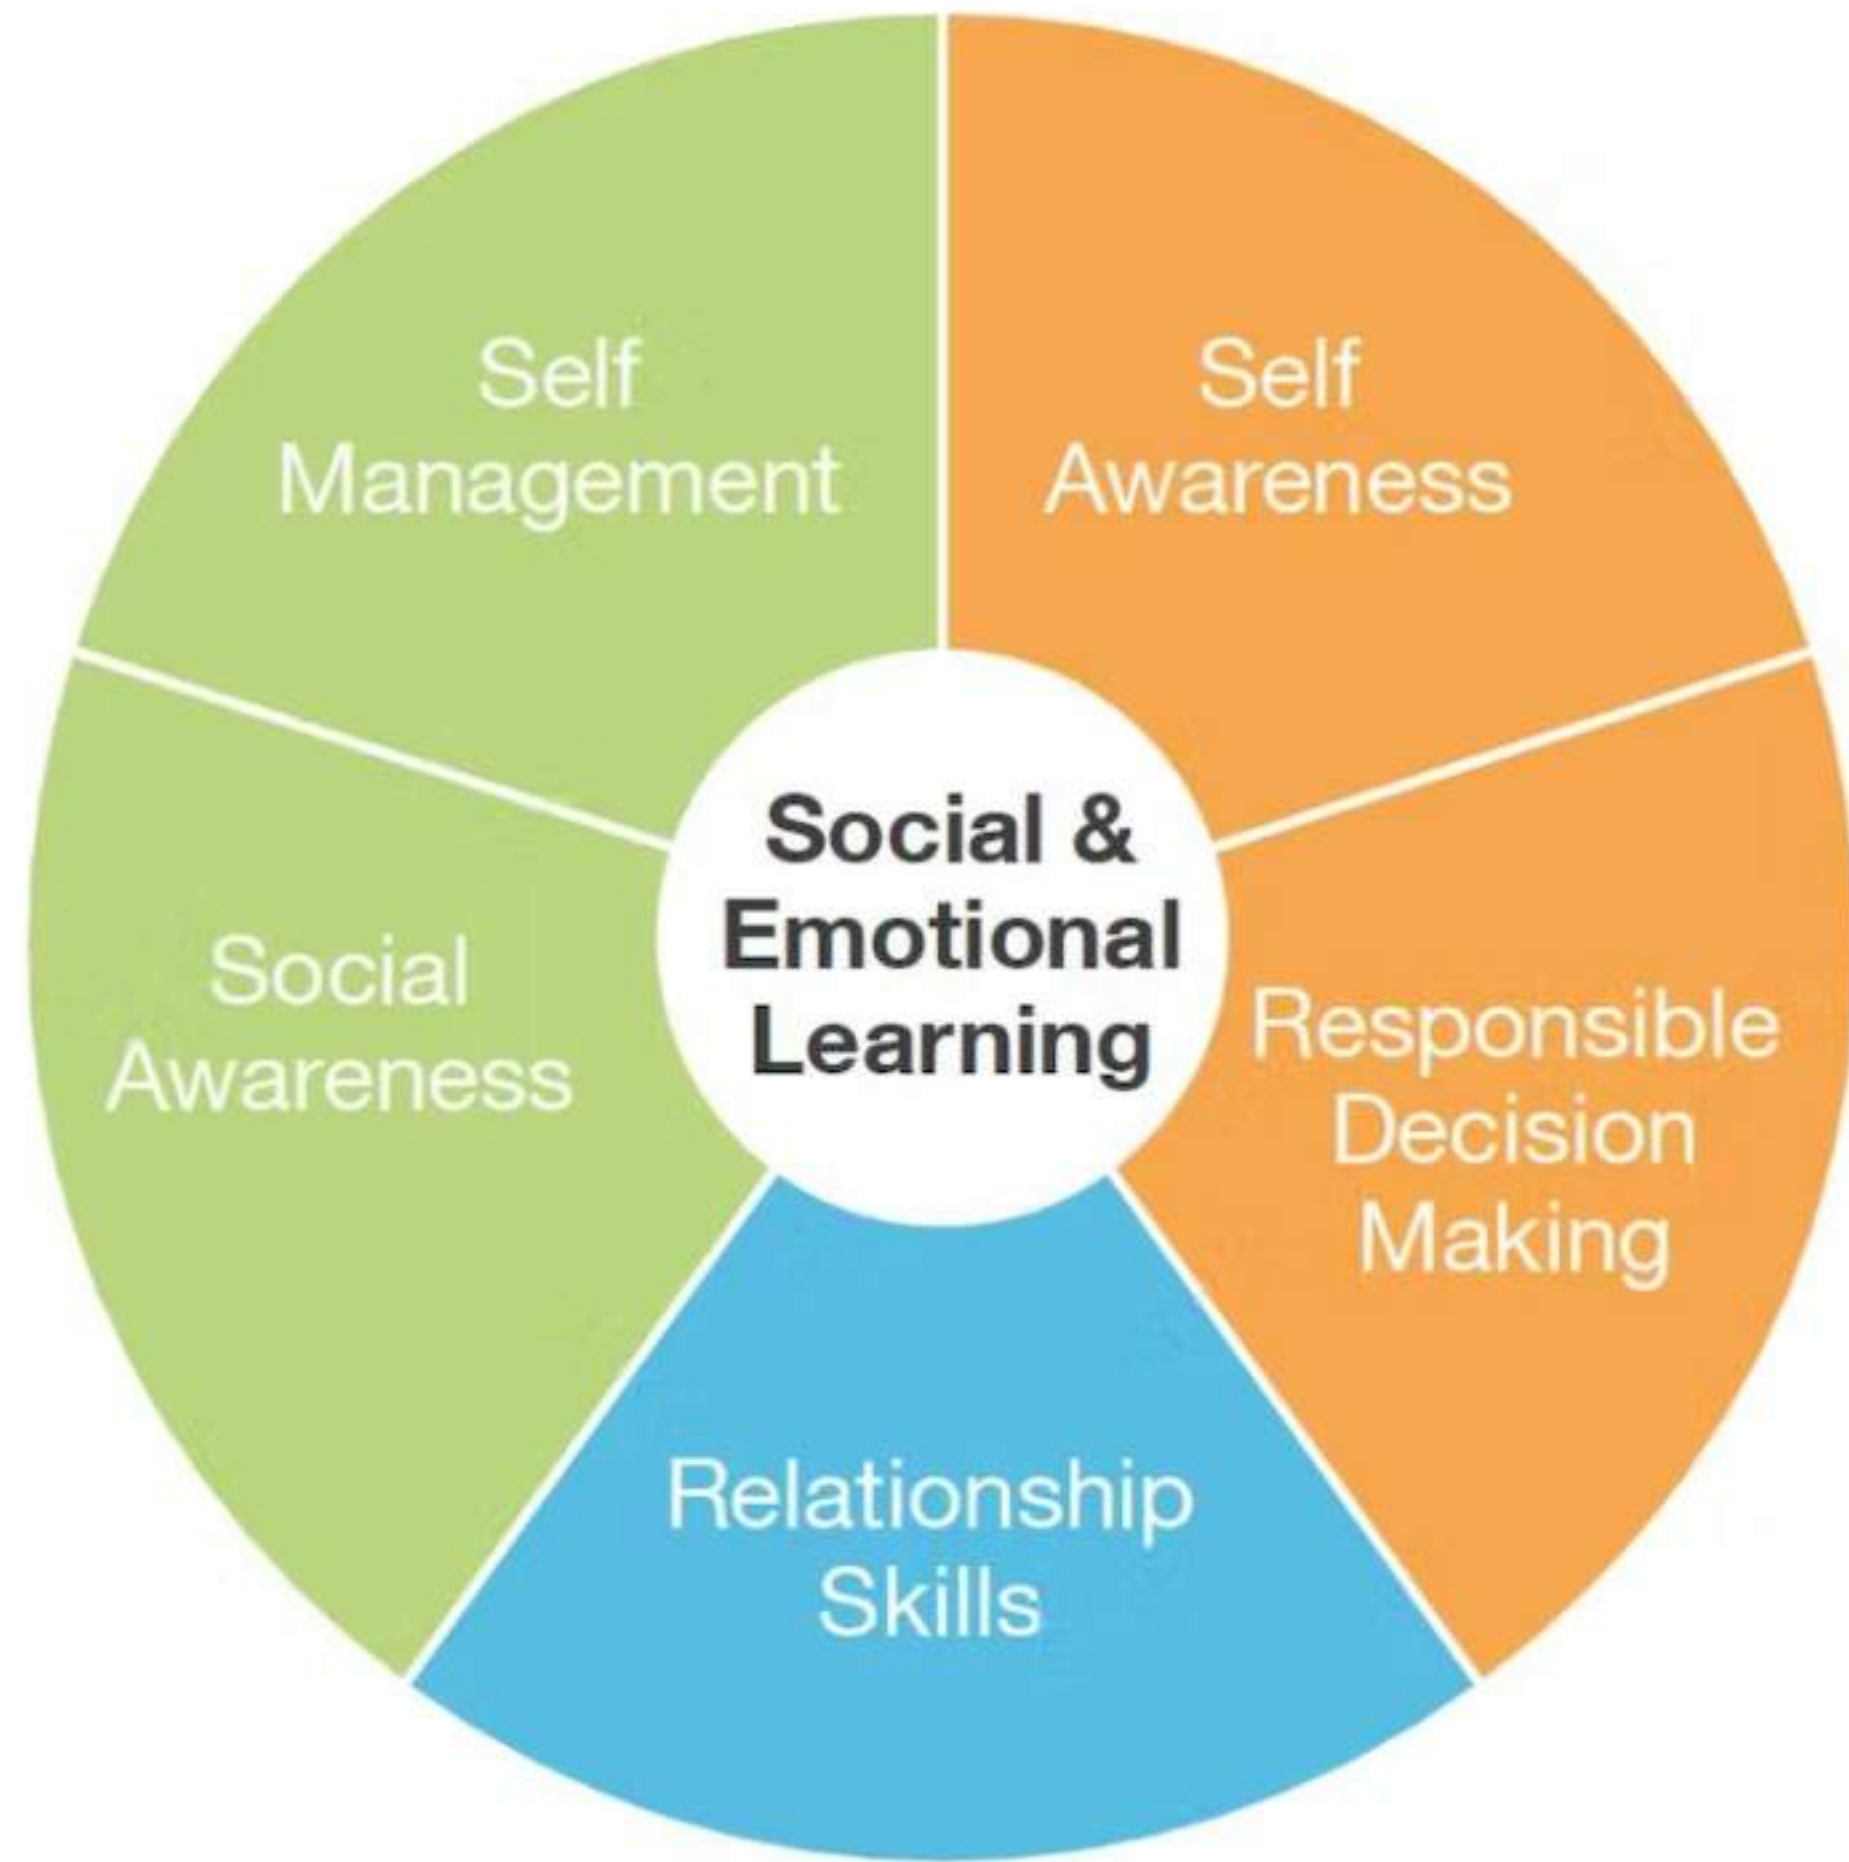 Self
Management
Self
Awareness
Social &
Emotional
Learning
Social
Awareness
Responsible
Decision
Making
Relationship
Skills